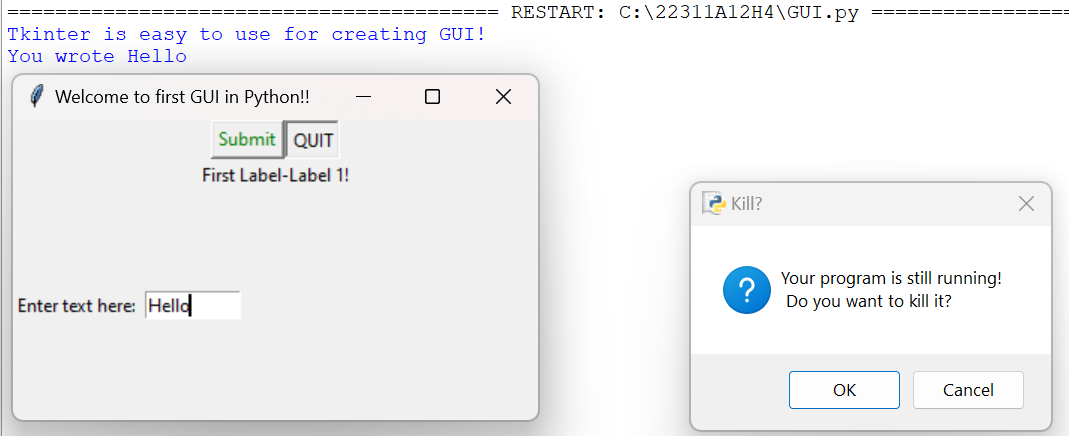 ========================================= RESTART: C:\22311A12H4\GUI.py =================
Tkinter is easy to use for creating GUI!
You wrote Hello
Welcome to first GUI in Python!!
Submit QUIT
First Label-Label 1!
Enter text here: Hello
Kill?
Your program is still running!
Do you want to kill it?
OK Cancel